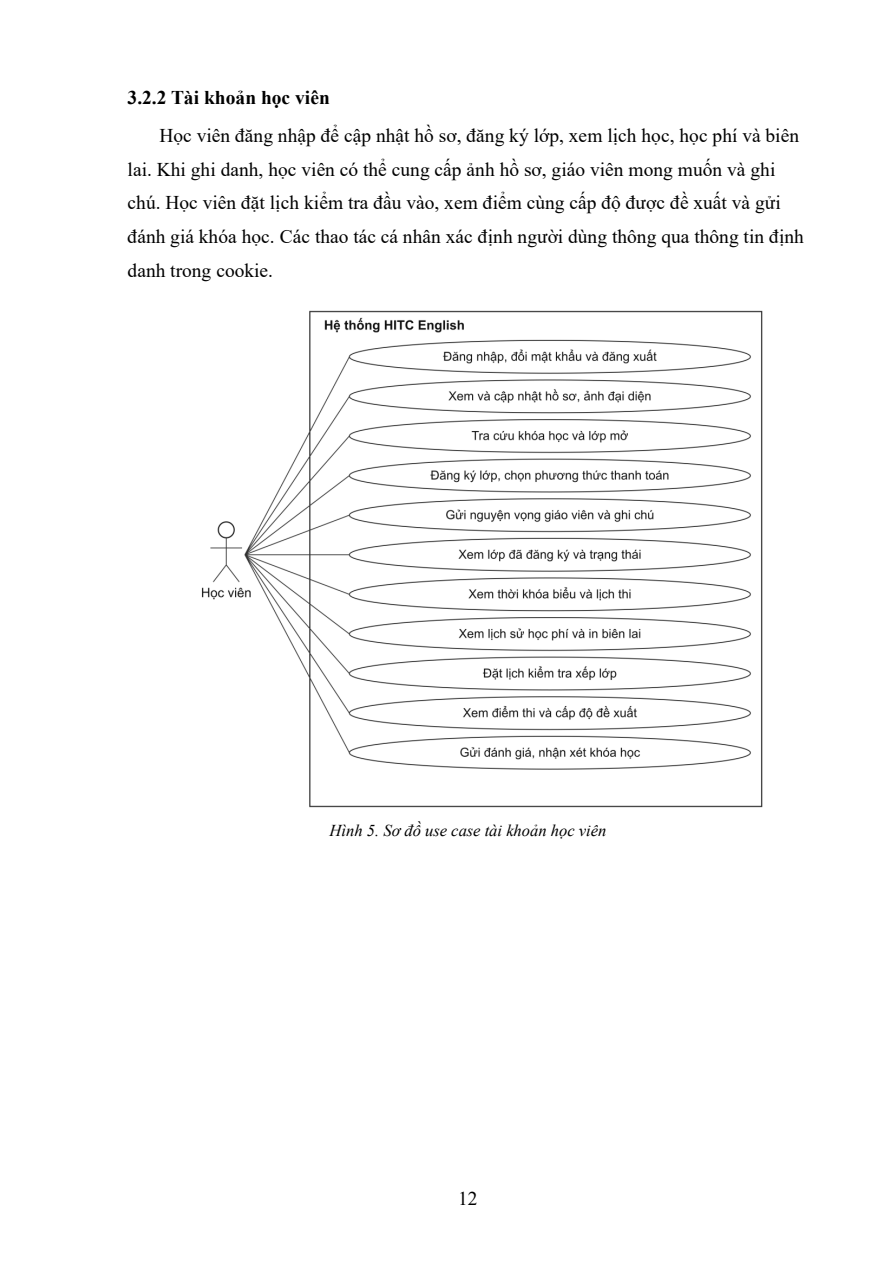 3.2.2 Tài khoản học viên
Học viên đăng nhập để cập nhật hồ sơ, đăng ký lớp, xem lịch học, học phí và biên
lai. Khi ghi danh, học viên có thể cung cấp ảnh hồ sơ, giáo viên mong muốn và ghi
chú. Học viên đặt lịch kiểm tra đầu vào, xem điểm cùng cấp độ được đề xuất và gửi
đánh giá khóa học. Các thao tác cá nhân xác định người dùng thông qua thông tin định
danh trong cookie.
Hệ thống HITC English
Đăng nhập, đổi mật khẩu và đăng xuất
Xem và cập nhật hồ sơ, ảnh đại diện
Tra cứu khóa học và lớp mở
Đăng ký lớp, chọn phương thức thanh toán
Gửi nguyện vọng giáo viên và ghi chú
Xem lớp đã đăng ký và trạng thái
Học viên
Xem thời khóa biểu và lịch thi
Xem lịch sử học phí và in biên lai
Đặt lịch kiểm tra xếp lớp
Xem điểm thi và cấp độ đề xuất
Gửi đánh giá, nhận xét khóa học
Hình 5. Sơ đồ use case tài khoản học viên
12